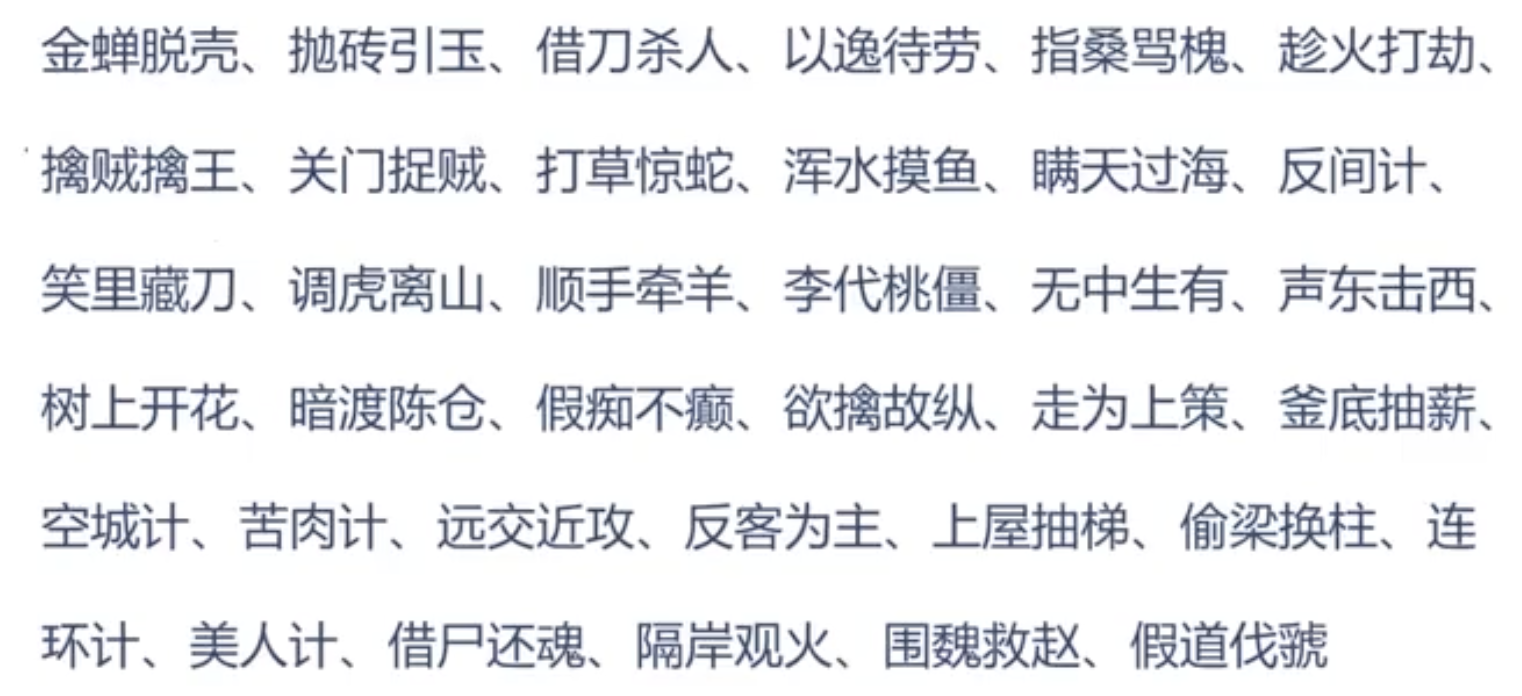 金蝉脱壳、抛砖引玉、借刀杀人、以逸待劳、指桑骂槐、趁火打劫、
擒贼擒王、关门捉贼、打草惊蛇、浑水摸鱼、瞒天过海、反间计、
笑里藏刀、调虎离山、顺手牵羊、李代桃僵、无中生有、声东击西、
树上开花、暗渡陈仓、假痴不癫、欲擒故纵、走为上策、釜底抽薪、
空城计、苦肉计、远交近攻、反客为主、上屋抽梯、偷梁换柱、连
环计、美人计、借尸还魂、隔岸观火、围魏救赵、假道伐虢